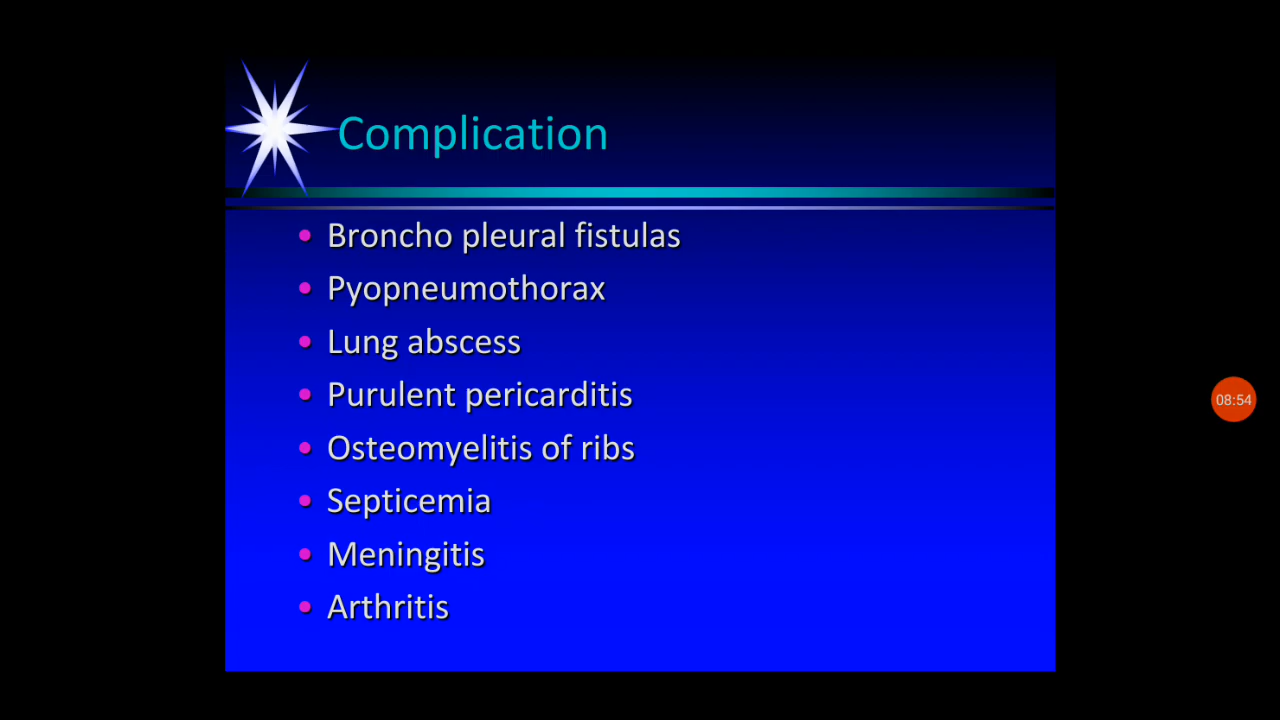 Complication
• Broncho pleural fistulas
• Pyopneumothorax
• Lung abscess
• Purulent pericarditis
• Osteomyelitis of ribs
• Septicemia
• Meningitis
• Arthritis
08:54